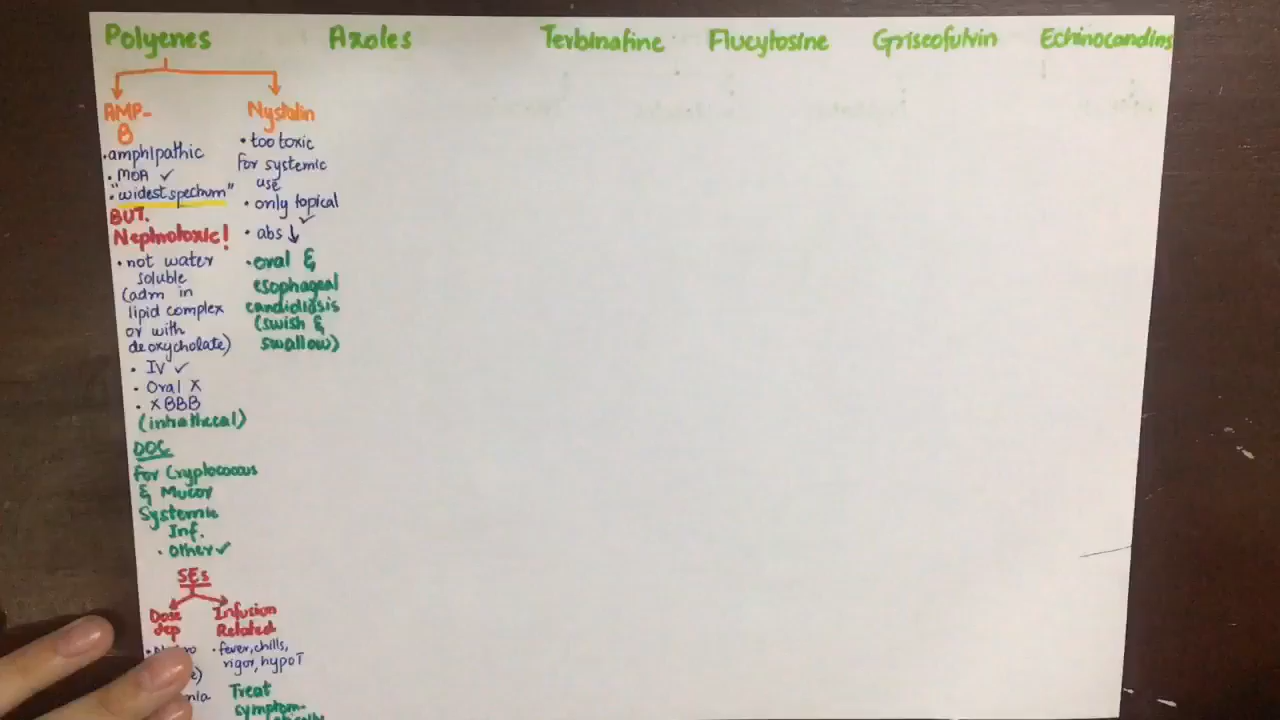 Polyenes
Azoles
Terbinafine
Flucytosine
Griseofulvin
Echinocandins
AMP-
B
• amphipathic
• MOA ✓
• "widest spectrum"
BUT.
Nephrotoxic!
• not water
soluble
(adm in
lipid complex
or with
deoxycholate)
• IV ✓
• Oral X
• X BBB
(intrathecal)
DOC
for Cryptococcus
& Mucor
Systemic
Inf.
• other ✓
SEs
Dose
dep
Infusion
Related
• fever, chills,
rigor, hypoT
Treat
symptom-
Nystatin
• too toxic
for systemic
use
• only topical
✓
• abs ↓
• oral &
esophageal
candidiasis
(swish &
swallow)